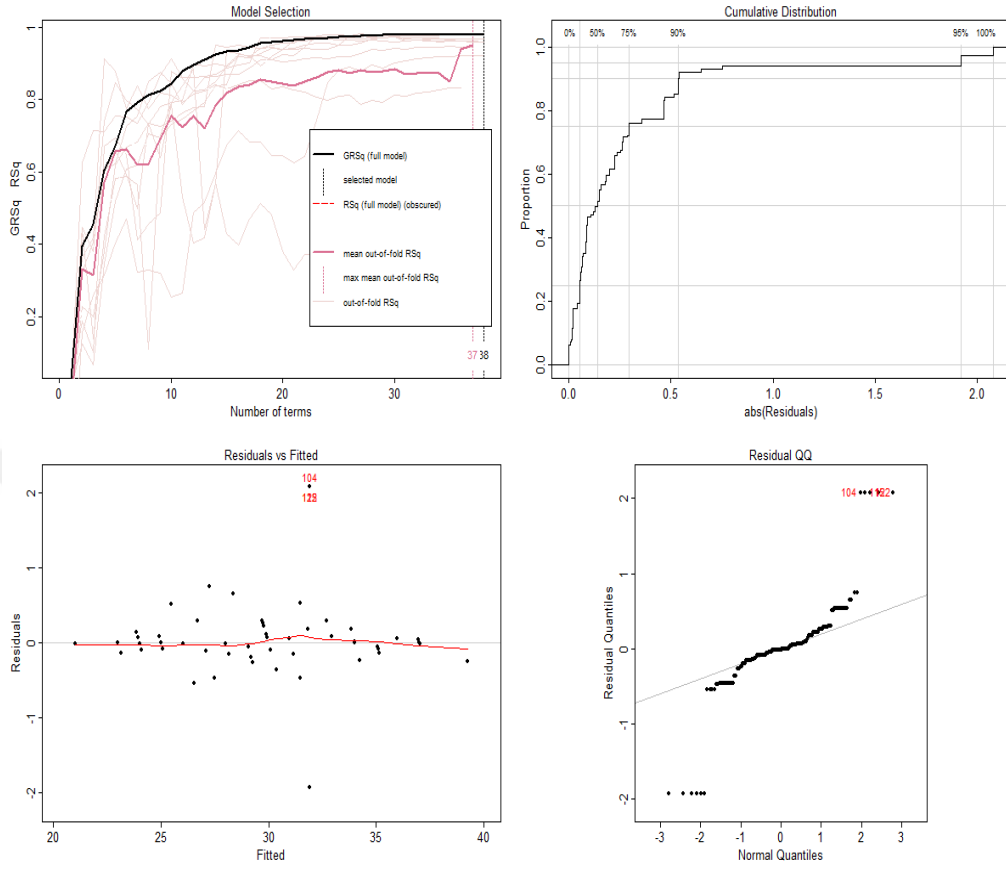 Model Selection
GRSq RSq
1
0.8
0.6
0.4
0.2
GRSq (full model)
selected model
RSq (full model) (obscured)
mean out-of-fold RSq
max mean out-of-fold RSq
out-of-fold RSq
37 38
0 10 20 30
Number of terms
Cumulative Distribution
0% 50% 75% 90% 95% 100%
Proportion
1.0
0.8
0.6
0.4
0.2
0.0
0.0 0.5 1.0 1.5 2.0
abs(Residuals)
Residuals vs Fitted
104
Residuals
2
1
0
-1
-2
20 25 30 35 40
Fitted
Residual QQ
104
Residual Quantiles
2
1
0
-1
-2
-3 -2 -1 0 1 2 3
Normal Quantiles